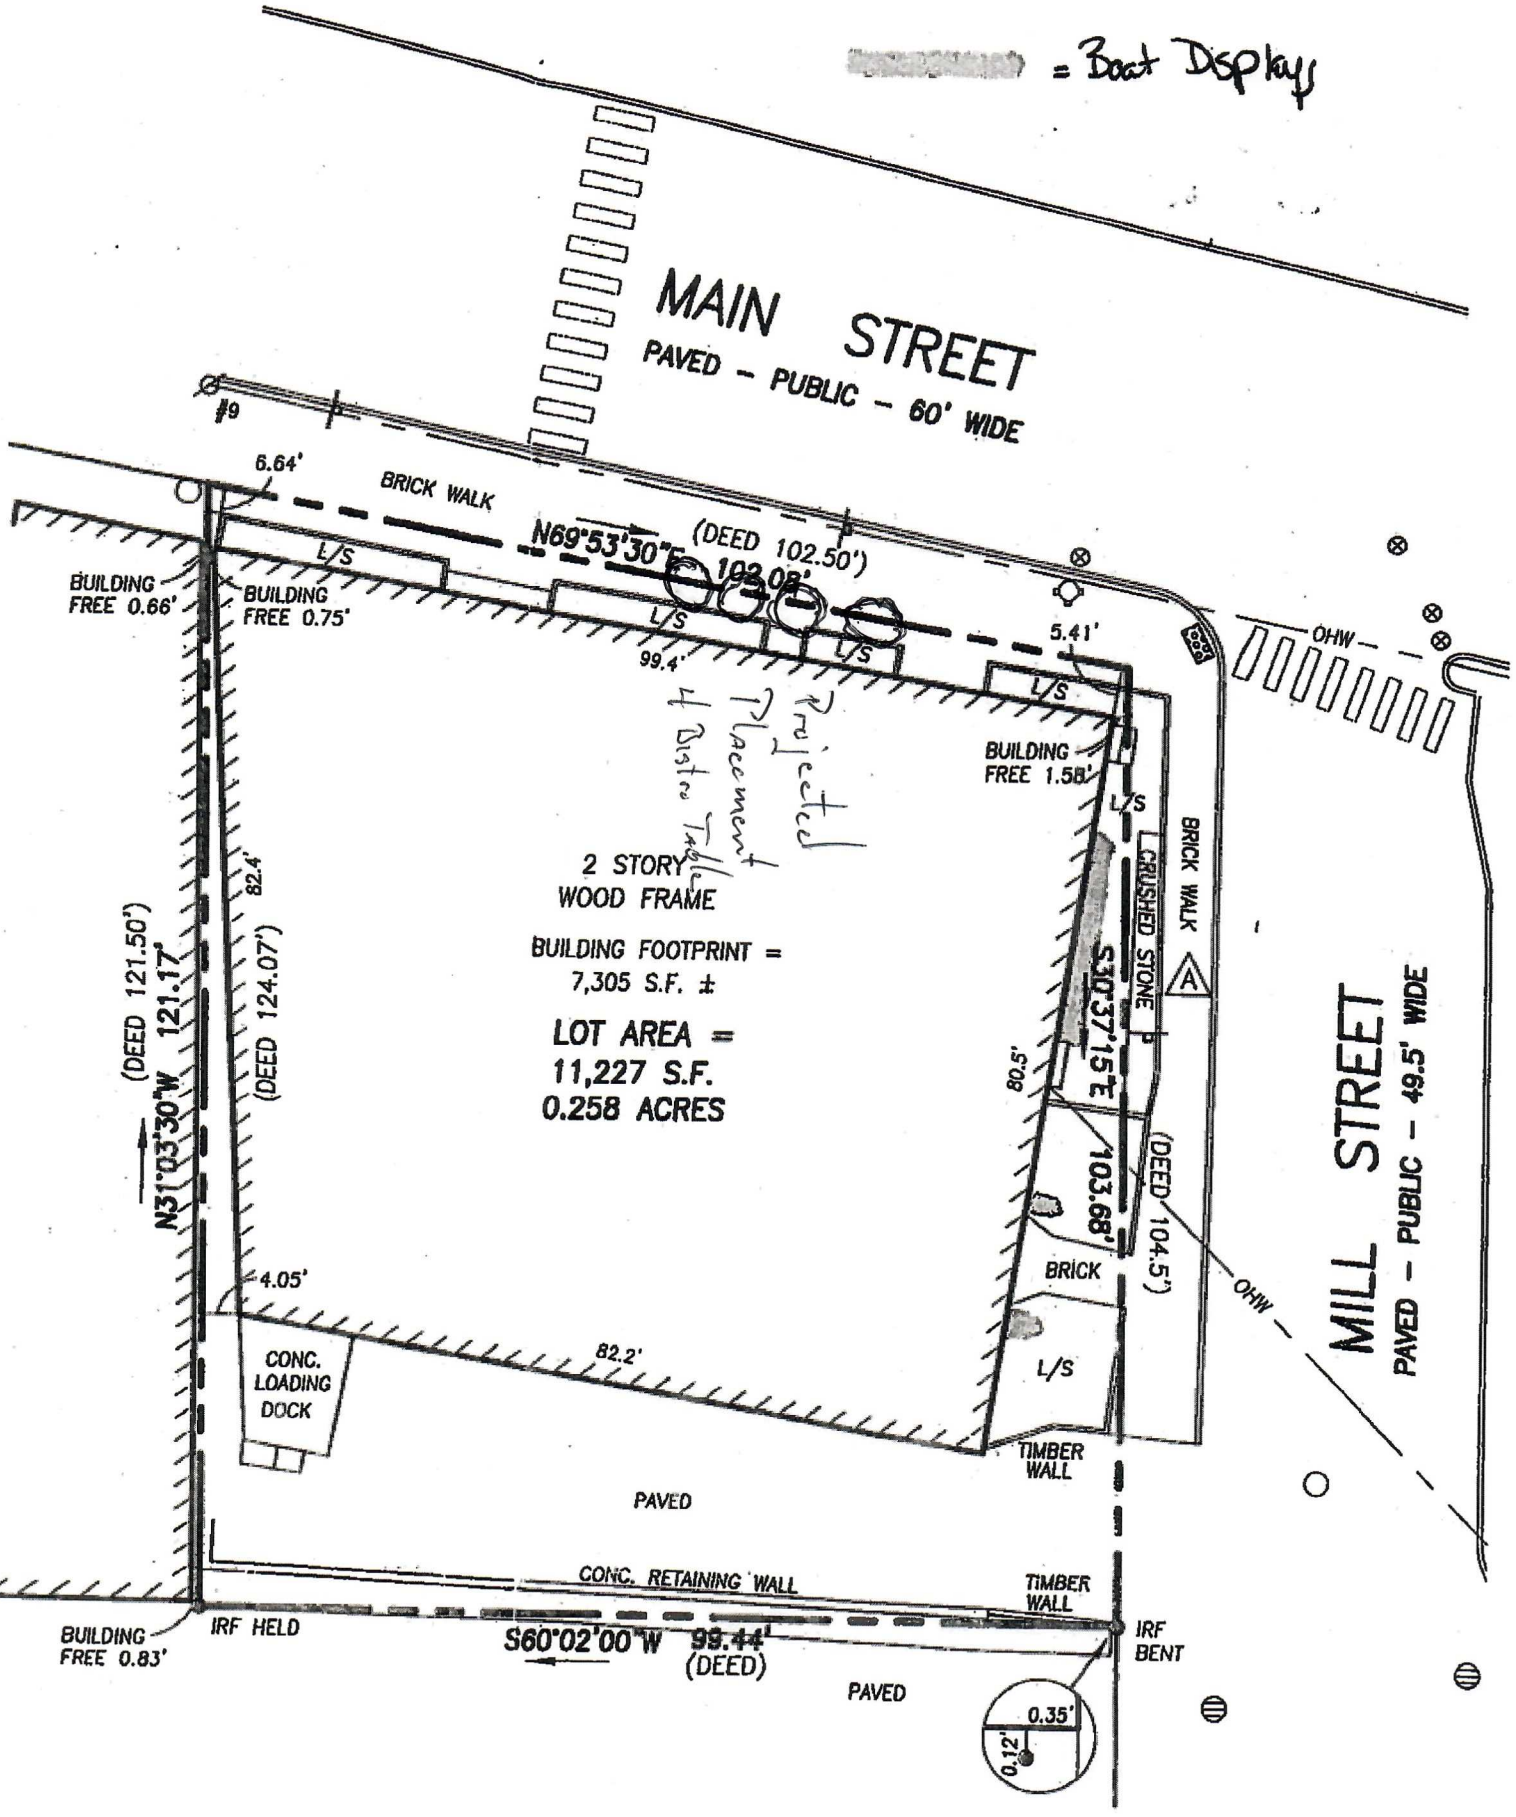 = Boat Displays
MAIN STREET
PAVED - PUBLIC - 60' WIDE
#9
6.64'
BRICK WALK
N69°53'30"E
(DEED 102.50')
102.08'
L/S
BUILDING
FREE 0.66'
BUILDING
FREE 0.75'
L/S
99.4'
L/S
5.41'
L/S
OHW
Projected
Placement
4 Bistro Table
BUILDING
FREE 1.58'
L/S
BRICK WALK
CRUSHED STONE
A
2 STORY
WOOD FRAME
BUILDING FOOTPRINT =
7,305 S.F. ±
LOT AREA =
11,227 S.F.
0.258 ACRES
82.4'
(DEED 124.07')
(DEED 121.50')
N31°03'30"W 121.17'
80.5'
S30°37'15"E
103.68'
(DEED 104.5')
MILL STREET
PAVED - PUBLIC - 49.5' WIDE
OHW
BRICK
L/S
4.05'
CONC.
LOADING
DOCK
82.2'
TIMBER
WALL
PAVED
CONC. RETAINING WALL
TIMBER
WALL
IRF HELD
BUILDING
FREE 0.83'
S60°02'00"W 99.44'
(DEED)
IRF
BENT
PAVED
0.35'
0.12'